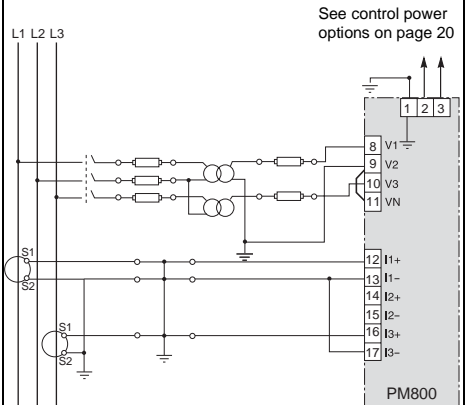 See control power
options on page 20
L1 L2 L3
1 2 3
8 V1
9 V2
10 V3
11 VN
S1
S2
12 I1+
13 I1-
14 I2+
15 I2-
S1
S2
16 I3+
17 I3-
PM800